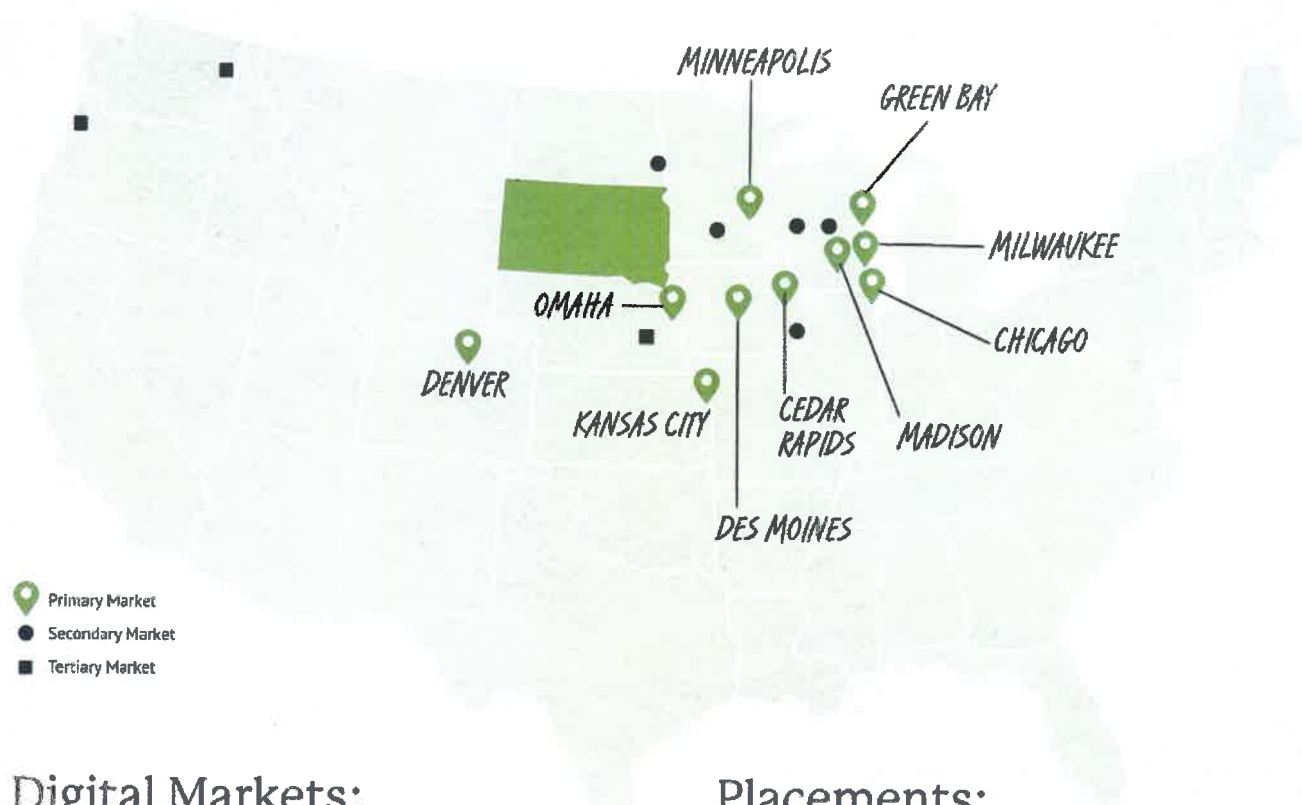 MINNEAPOLIS
GREEN BAY
MILWAUKEE
OMAHA
CHICAGO
DENVER
KANSAS CITY
CEDAR
RAPIDS
MADISON
DES MOINES
Primary Market
Secondary Market
Tertiary Market
Digital Markets:
Placements: